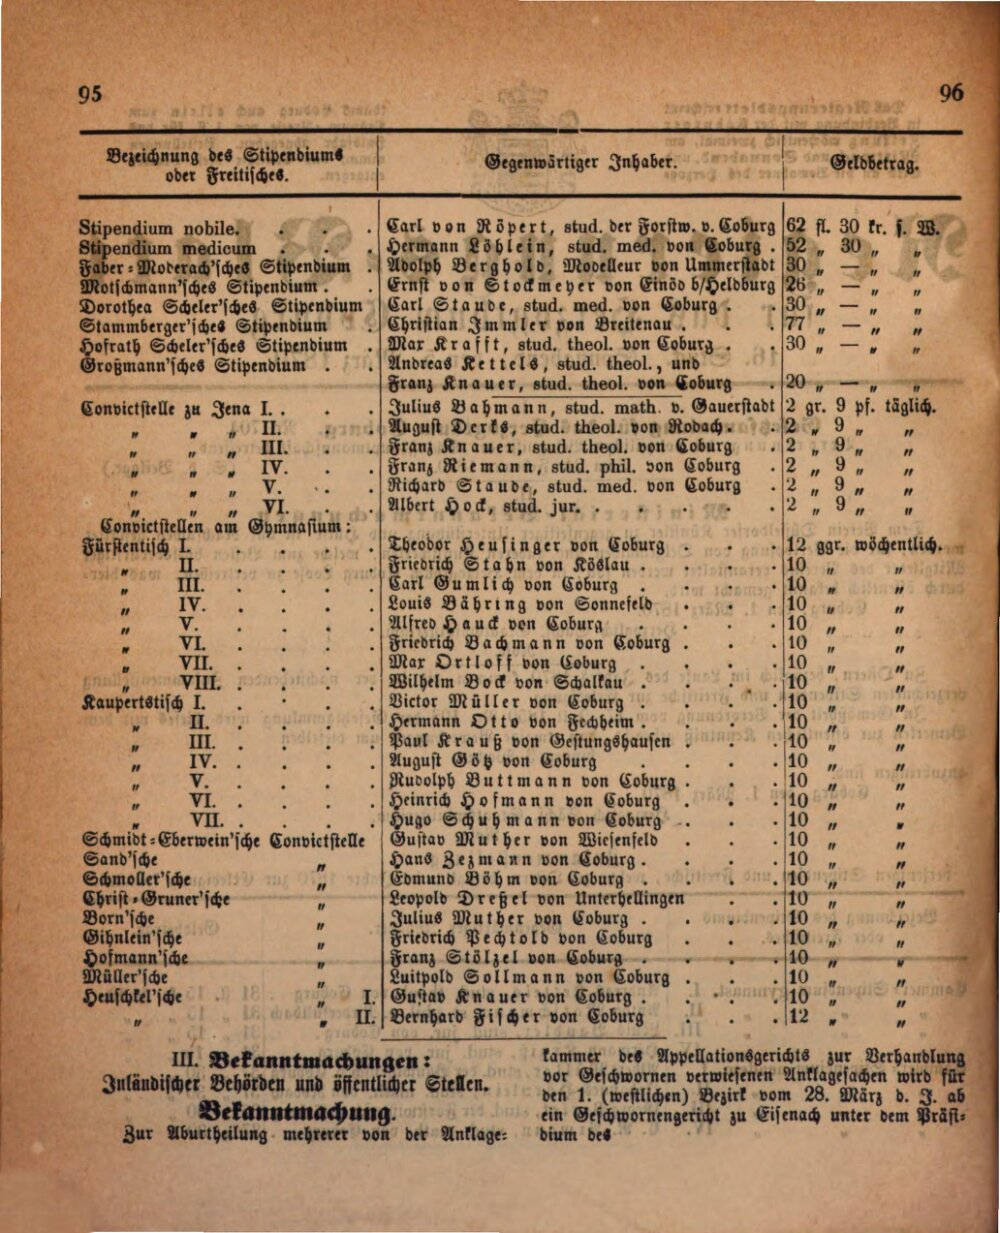 95 96
Bezeichnung des Stipendiums oder Freitisches. Gegenwärtiger Inhaber. Geldbetrag.
Stipendium nobile. . . . Carl von Röpert, stud. der Forstw. v. Coburg 62 fl. 30 kr. s. W.
Stipendium medicum . . . Hermann Löhlein, stud. med. von Coburg . 52 „ 30 „ „
Faber-Moderach'sches Stipendium . Adolph Berghold, Modelleur von Ummerstadt 30 „ — „ „
Motschmann'sches Stipendium . . Ernst von Stockmeyer von Einöd b/Heldburg 26 „ — „ „
Dorothea Scheler'sches Stipendium Carl Staude, stud. med. von Coburg . . 30 „ — „ „
Stammberger'sches Stipendium . Christian Immler von Breitenau . . . 77 „ — „ „
Hofrath Scheler'sches Stipendium . Max Krafft, stud. theol. von Coburg . . 30 „ — „ „
Großmann'sches Stipendium . . Andreas Kettels, stud. theol., und
Franz Knauer, stud. theol. von Coburg . 20 „ — „ „
Convictstelle zu Jena I. . . . Julius Bahmann, stud. math. v. Gauerstadt 2 gr. 9 pf. täglich.
„ „ „ II. . . August Derks, stud. theol. von Rodach . . 2 „ 9 „ „
„ „ „ III. . . Franz Knauer, stud. theol. von Coburg . 2 „ 9 „ „
„ „ „ IV. . . Franz Riemann, stud. phil. von Coburg . 2 „ 9 „ „
„ „ „ V. . . Richard Staude, stud. med. von Coburg . 2 „ 9 „ „
„ „ „ VI. . . Albert Hock, stud. jur. . . . . . 2 „ 9 „ „
Convictstellen am Gymnasium:
Fürstentisch I. . . . . Theodor Heusinger von Coburg . . . 12 ggr. wöchentlich.
„ II. . . . . Friedrich Stahn von Köslau . . . . 10 „ „
„ III. . . . . Carl Gumlich von Coburg . . . . 10 „ „
„ IV. . . . . Louis Bähring von Sonnefeld . . . 10 „ „
„ V. . . . . Alfred Hauck von Coburg . . . . 10 „ „
„ VI. . . . . Friedrich Bachmann von Coburg . . . 10 „ „
„ VII. . . . . Max Ortloff von Coburg . . . . 10 „ „
„ VIII. . . . . Wilhelm Bock von Schalkau . . . . 10 „ „
Kaupertstisch I. . . . . Victor Müller von Coburg . . . . 10 „ „
„ II. . . . . Hermann Otto von Fechheim . . . . 10 „ „
„ III. . . . . Paul Krauß von Gestungshausen . . . 10 „ „
„ IV. . . . . August Götz von Coburg . . . . 10 „ „
„ V. . . . . Rudolph Buttmann von Coburg . . . 10 „ „
„ VI. . . . . Heinrich Hofmann von Coburg . . . 10 „ „
„ VII. . . . . Hugo Schuhmann von Coburg . . . 10 „ „
Schmidt-Eberwein'sche Convictstelle Gustav Muther von Wiesenfeld . . . 10 „ „
Sand'sche „ Hans Zezmann von Coburg . . . . 10 „ „
Schmoller'sche „ Edmund Böhm von Coburg . . . . 10 „ „
Christ-Gruner'sche „ Leopold Dreßel von Unterhellingen . . 10 „ „
Born'sche „ Julius Muther von Coburg . . . . 10 „ „
Gihnlein'sche „ Friedrich Pechtold von Coburg . . . 10 „ „
Hofmann'sche „ Franz Stölzel von Coburg . . . . 10 „ „
Müller'sche „ Luitpold Sollmann von Coburg . . . 10 „ „
Heuschkel'sche „ I. Gustav Knauer von Coburg . . . . 10 „ „
„ „ II. Bernhard Fischer von Coburg . . . 12 „ „
III. Bekanntmachungen:
Inländischer Behörden und öffentlicher Stellen.
Bekanntmachung.
Zur Aburtheilung mehrerer von der Anklage-
kammer des Appellationsgerichts zur Verhandlung
vor Geschwornen verwiesenen Anklagesachen wird für
den 1. (westlichen) Bezirk vom 28. März d. J. ab
ein Geschwornengericht zu Eisenach unter dem Präsi-
dium des